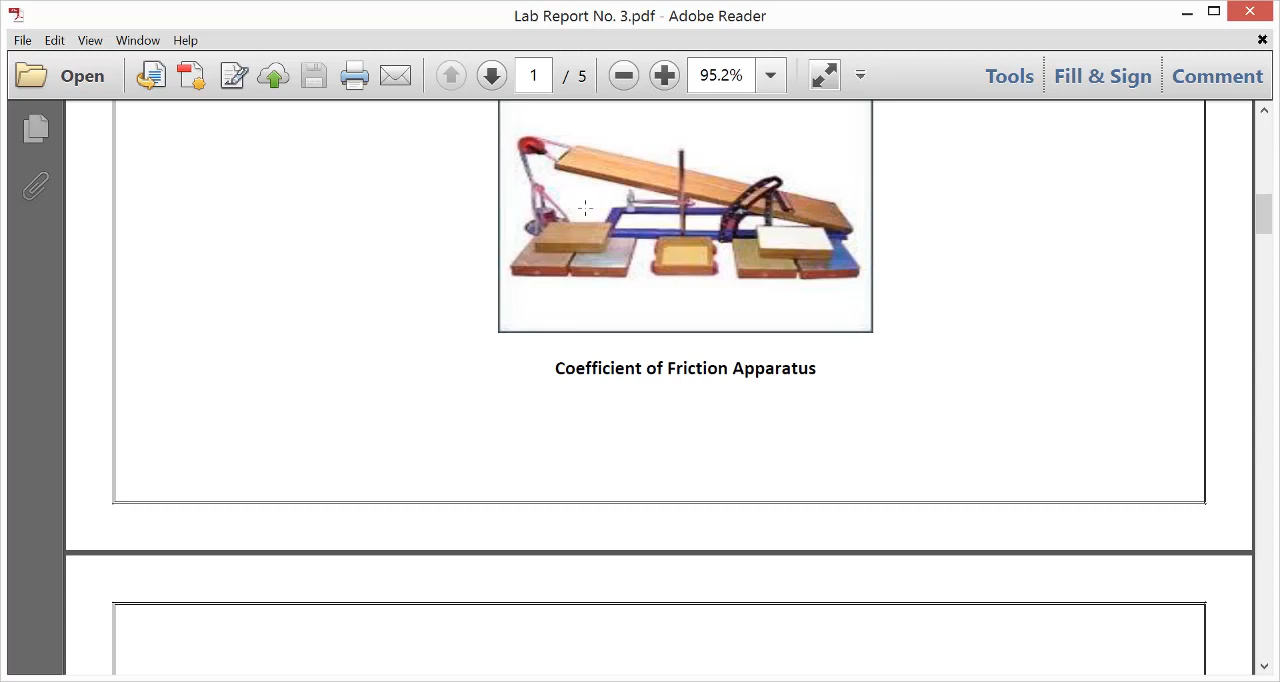 Lab Report No. 3.pdf - Adobe Reader
File Edit View Window Help
Open 1 / 5 95.2% Tools Fill & Sign Comment
Coefficient of Friction Apparatus